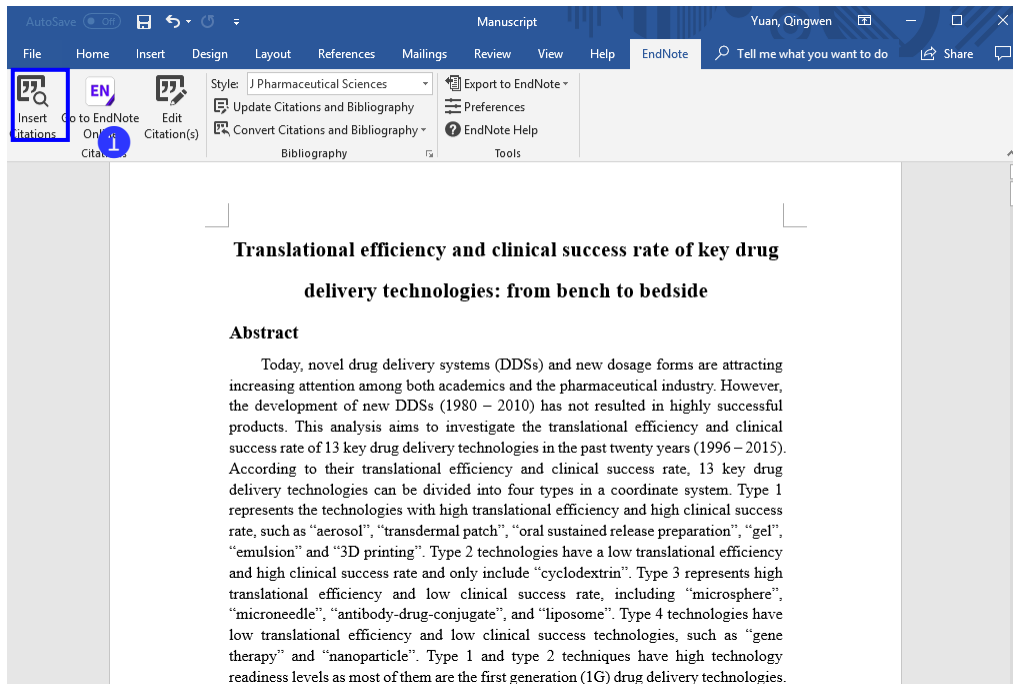 AutoSave Off
Manuscript
Yuan, Qingwen
File Home Insert Design Layout References Mailings Review View Help EndNote Tell me what you want to do Share
Insert Citations
Go to EndNote Online
Edit Citation(s)
Citations
1
Style: J Pharmaceutical Sciences
Update Citations and Bibliography
Convert Citations and Bibliography
Bibliography
Export to EndNote
Preferences
EndNote Help
Tools
Translational efficiency and clinical success rate of key drug
delivery technologies: from bench to bedside
Abstract
Today, novel drug delivery systems (DDSs) and new dosage forms are attracting
increasing attention among both academics and the pharmaceutical industry. However,
the development of new DDSs (1980 – 2010) has not resulted in highly successful
products. This analysis aims to investigate the translational efficiency and clinical
success rate of 13 key drug delivery technologies in the past twenty years (1996 – 2015).
According to their translational efficiency and clinical success rate, 13 key drug
delivery technologies can be divided into four types in a coordinate system. Type 1
represents the technologies with high translational efficiency and high clinical success
rate, such as “aerosol”, “transdermal patch”, “oral sustained release preparation”, “gel”,
“emulsion” and “3D printing”. Type 2 technologies have a low translational efficiency
and high clinical success rate and only include “cyclodextrin”. Type 3 represents high
translational efficiency and low clinical success rate, including “microsphere”,
“microneedle”, “antibody-drug-conjugate”, and “liposome”. Type 4 technologies have
low translational efficiency and low clinical success technologies, such as “gene
therapy” and “nanoparticle”. Type 1 and type 2 techniques have high technology
readiness levels as most of them are the first generation (1G) drug delivery technologies.